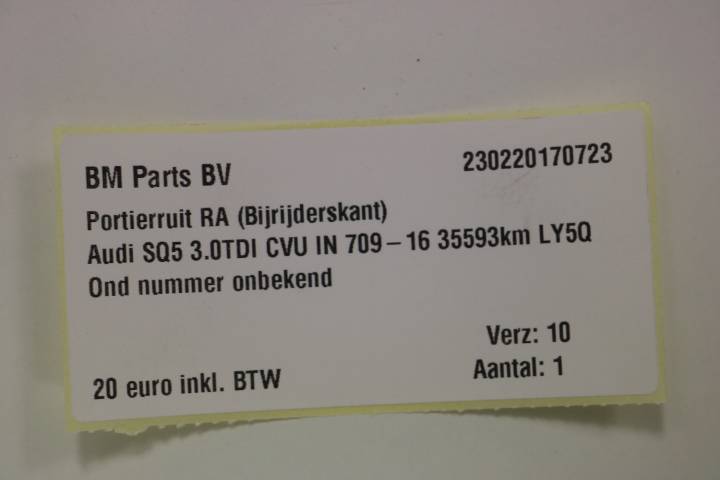 BM Parts BV 230220170723
Portierruit RA (Bijrijderskant)
Audi SQ5 3.0TDI CVU IN 709-16 35593km LY5Q
Ond nummer onbekend
Verz: 10
20 euro inkl. BTW Aantal: 1